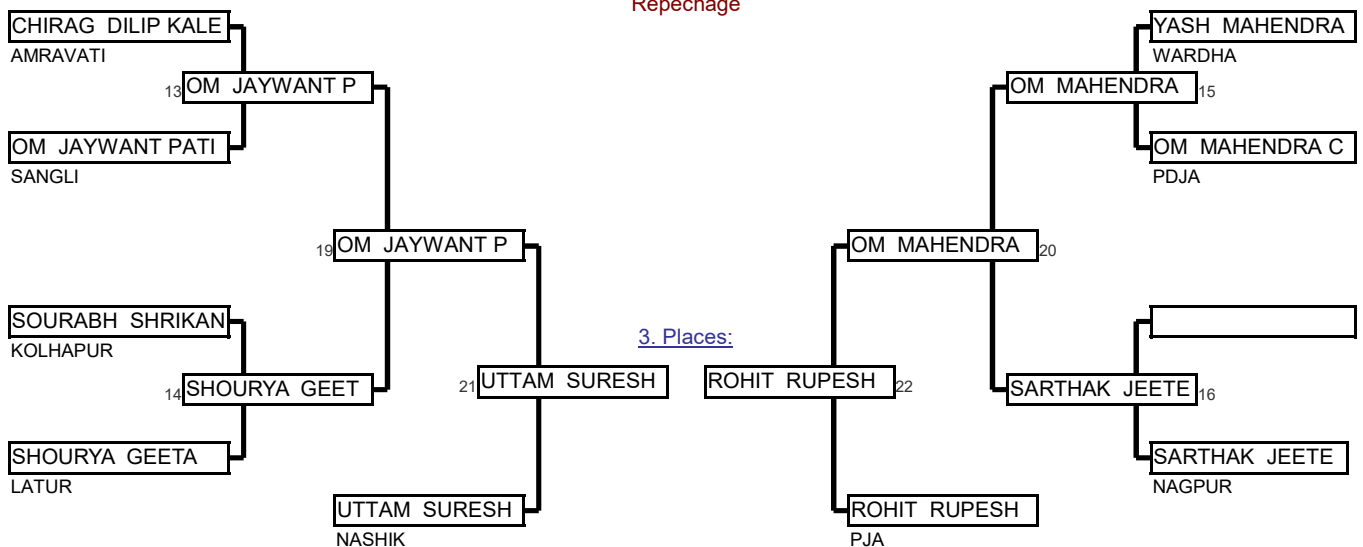 Repechage
CHIRAG DILIP KALE
AMRAVATI
13 OM JAYWANT P
OM JAYWANT PATI
SANGLI
19 OM JAYWANT P
SOURABH SHRIKAN
KOLHAPUR
14 SHOURYA GEET
SHOURYA GEETA
LATUR
3. Places:
21 UTTAM SURESH
UTTAM SURESH
NASHIK
YASH MAHENDRA
WARDHA
OM MAHENDRA 15
OM MAHENDRA C
PDJA
OM MAHENDRA 20
SARTHAK JEETE 16
SARTHAK JEETE
NAGPUR
ROHIT RUPESH 22
ROHIT RUPESH
PJA